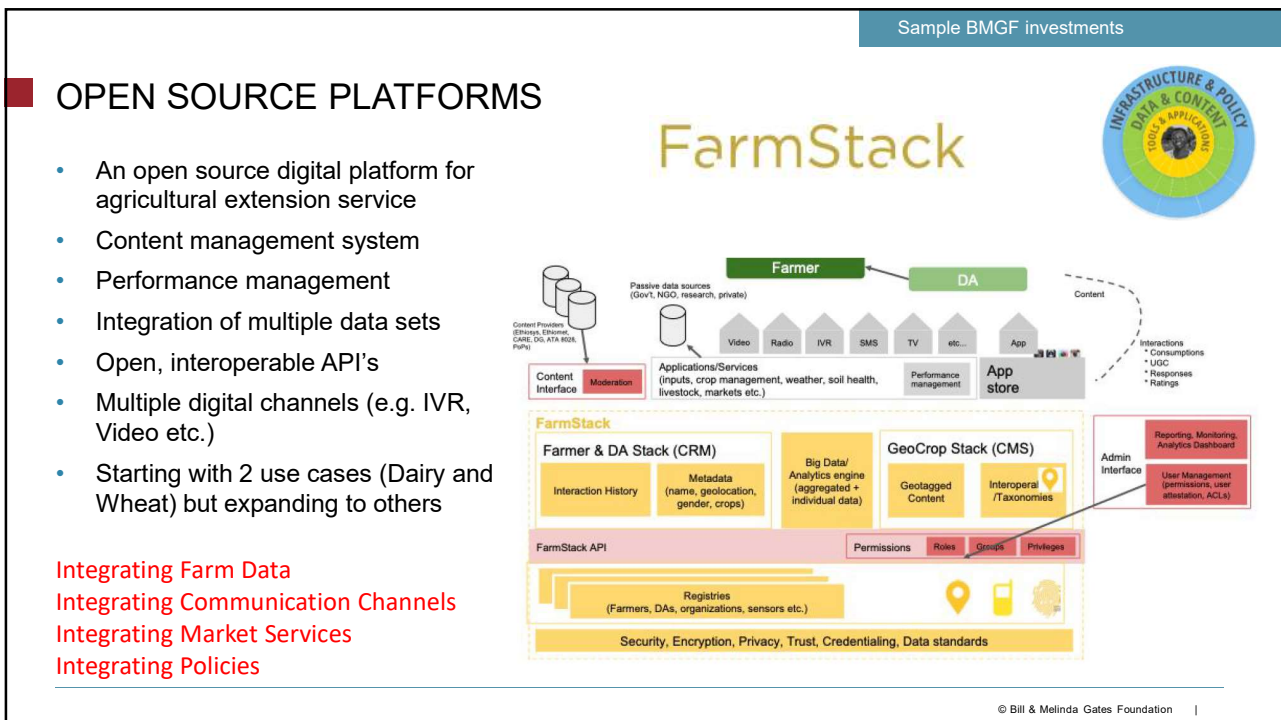 Sample BMGF investments
OPEN SOURCE PLATFORMS
• An open source digital platform for
agricultural extension service
• Content management system
• Performance management
• Integration of multiple data sets
• Open, interoperable API's
• Multiple digital channels (e.g. IVR,
Video etc.)
• Starting with 2 use cases (Dairy and
Wheat) but expanding to others
Integrating Farm Data
Integrating Communication Channels
Integrating Market Services
Integrating Policies
FarmStack
INFRASTRUCTURE & POLICY
DATA & CONTENT
TOOLS & APPLICATIONS
Farmer
DA
Passive data sources
(Gov't, NGO, research, private)
Content
Content Providers
(Ethiosys, Ethiomet,
CARE, DG, ATA 8028,
PoPs)
Video
Radio
IVR
SMS
TV
etc...
App
Interactions
* Consumptions
* UGC
* Responses
* Ratings
Content
Interface
Moderation
Applications/Services
(inputs, crop management, weather, soil health,
livestock, markets etc.)
Performance
management
App
store
FarmStack
Farmer & DA Stack (CRM)
Interaction History
Metadata
(name, geolocation,
gender, crops)
Big Data/
Analytics engine
(aggregated +
individual data)
GeoCrop Stack (CMS)
Geotagged
Content
Interoperal
/Taxonomies
Admin
Interface
Reporting, Monitoring,
Analytics Dashboard
User Management
(permissions, user
attestation, ACLs)
FarmStack API
Permissions
Roles
Groups
Privileges
Registries
(Farmers, DAs, organizations, sensors etc.)
Security, Encryption, Privacy, Trust, Credentialing, Data standards
© Bill & Melinda Gates Foundation |